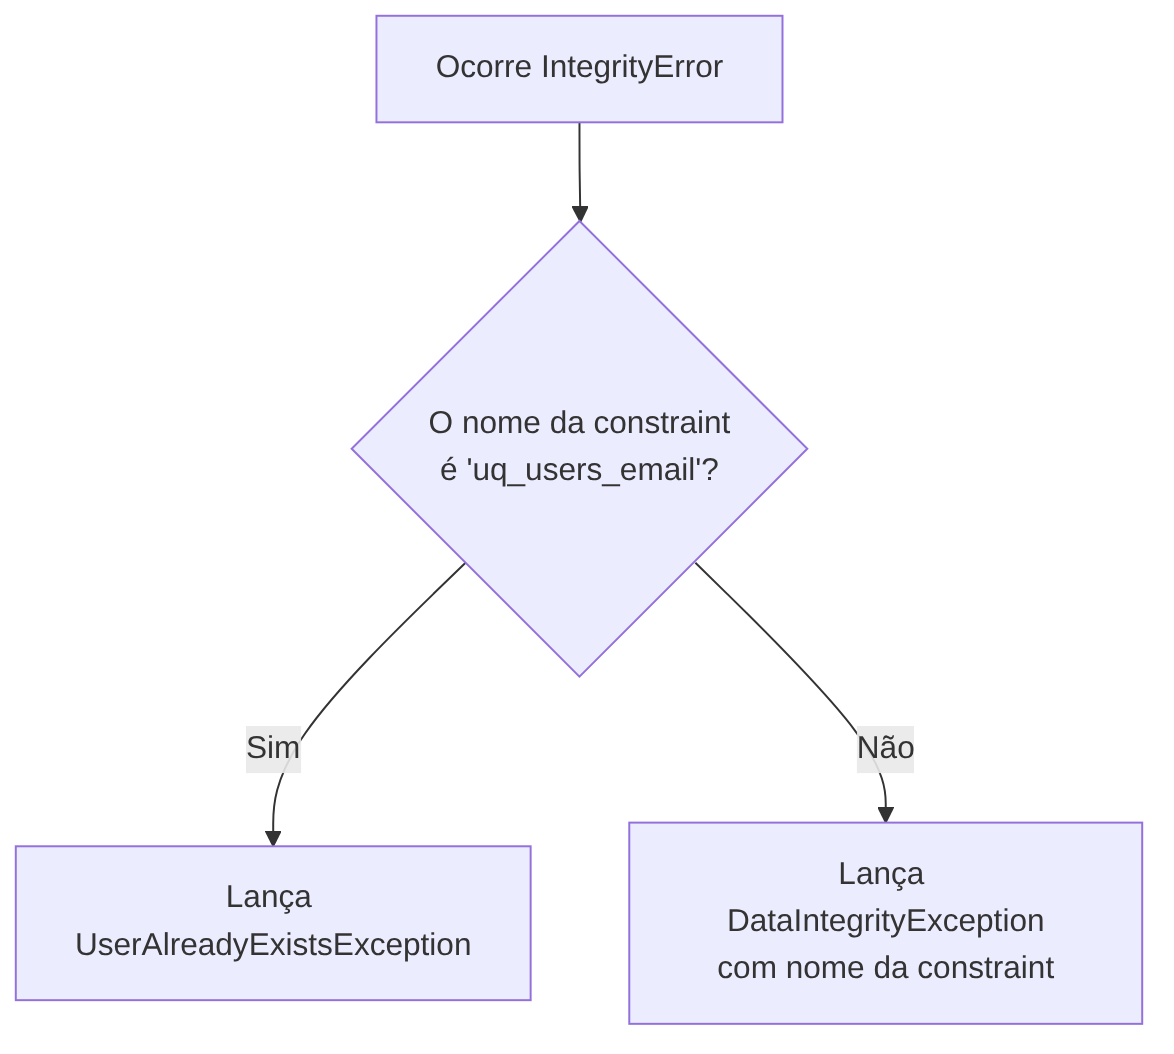 Ocorre IntegrityError
O nome da constraint
é 'uq_users_email'?
Sim
Não
Lança
UserAlreadyExistsException
Lança
DataIntegrityException
com nome da constraint